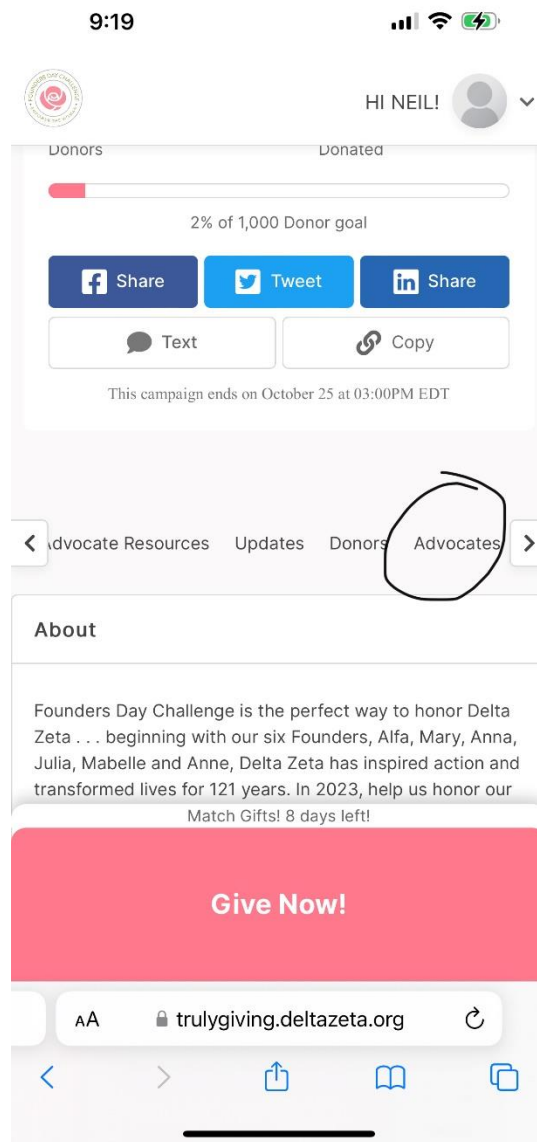 9:19
HI NEIL!
Donors
Donated
2% of 1,000 Donor goal
Share
Tweet
in Share
Text
Copy
This campaign ends on October 25 at 03:00PM EDT
Advocate Resources
Updates
Donors
Advocates
About
Founders Day Challenge is the perfect way to honor Delta
Zeta . . . beginning with our six Founders, Alfa, Mary, Anna,
Julia, Mabelle and Anne, Delta Zeta has inspired action and
transformed lives for 121 years. In 2023, help us honor our
Match Gifts! 8 days left!
Give Now!
AA
trulygiving.deltazeta.org